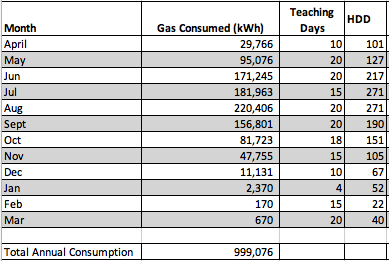 Month Gas Consumed (kWh) Teaching Days HDD
April 29,766 10 101
May 95,076 20 127
Jun 171,245 20 217
Jul 181,963 15 271
Aug 220,406 20 271
Sept 156,801 20 190
Oct 81,723 18 151
Nov 47,755 15 105
Dec 11,131 10 67
Jan 2,370 4 52
Feb 170 15 22
Mar 670 20 40
Total Annual Consumption 999,076